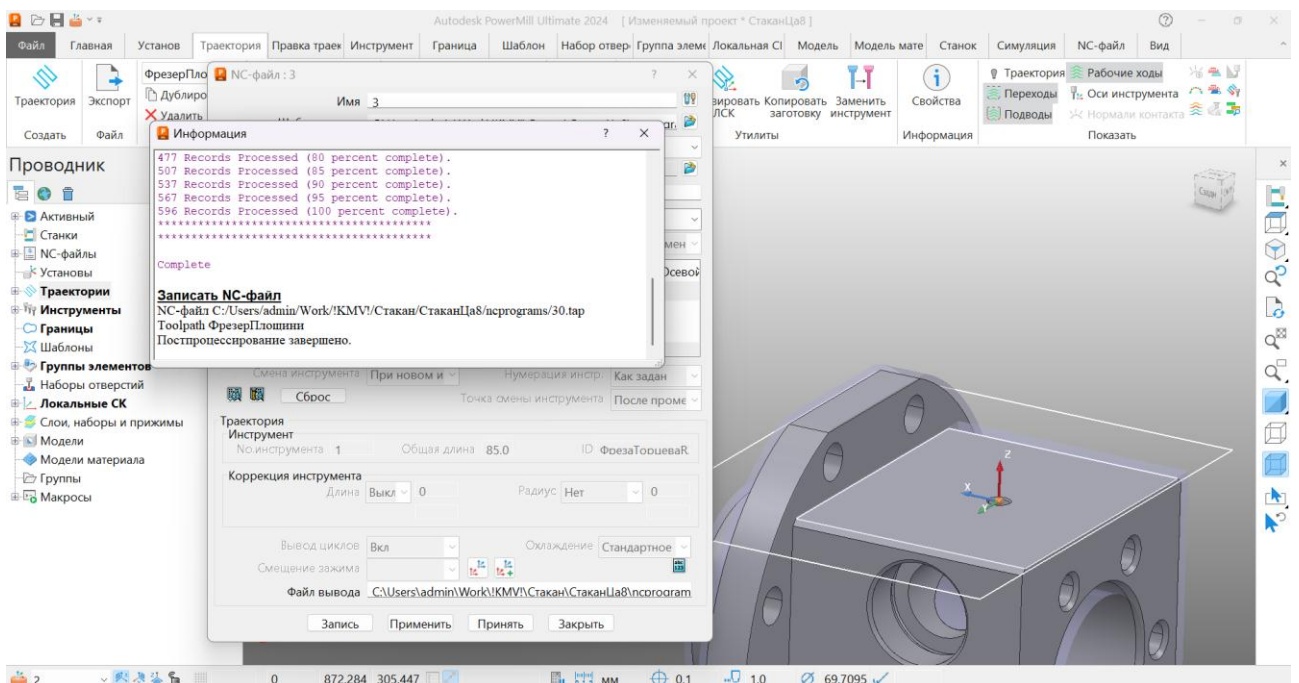 Autodesk PowerMill Ultimate 2024 [ Изменяемый проект * СтаканЦа8 ]
Файл Главная Установ Траектория Правка траек Инструмент Граница Шаблон Набор отвер Группа элеме Локальная СI Модель Модель мате Станок Симуляция NC-файл Вид
Траектория
Экспорт
ФрезерПло
Дублиро
Удалить
Создать
Файл
вировать ЛСК
Копировать заготовку
Заменить инструмент
Утилиты
Свойства
Информация
Траектория
Переходы
Подводы
Рабочие ходы
Оси инструмента
Нормали контакта
Показать
Проводник
Активный
Станки
NC-файлы
Установы
Траектории
Инструменты
Границы
Шаблоны
Группы элементов
Наборы отверстий
Локальные СК
Слои, наборы и прижимы
Модели
Модели материала
Группы
Макросы
NC-файл : 3 ? ×
Имя 3
Информация ? ×
477 Records Processed (80 percent complete).
507 Records Processed (85 percent complete).
537 Records Processed (90 percent complete).
567 Records Processed (95 percent complete).
596 Records Processed (100 percent complete).
*****************************************
*****************************************
Complete
Записать NC-файл
NC-файл C:/Users/admin/Work/!KMV!/Стакан/СтаканЦа8/ncprograms/30.tap
Toolpath ФрезерПлощини
Постпроцессирование завершено.
мен
Осевой
Смена инструмента При новом и Нумерация инстр. Как задан
Сброс Точка смены инструмента После проме
Траектория
Инструмент
No.инструмента 1 Общая длина 85.0 ID ФрезаТорцеваR
Коррекция инструмента
Длина Выкл 0 Радиус Нет 0
Вывод циклов Вкл Охлаждение Стандартное
Смещение зажима
Файл вывода C:\Users\admin\Work\!KMV!\Стакан\СтаканЦа8\ncprogram
Запись Применить Принять Закрыть
Z
X
Y
2 0 872.284 305.447 мм 0.1 1.0 69.7095